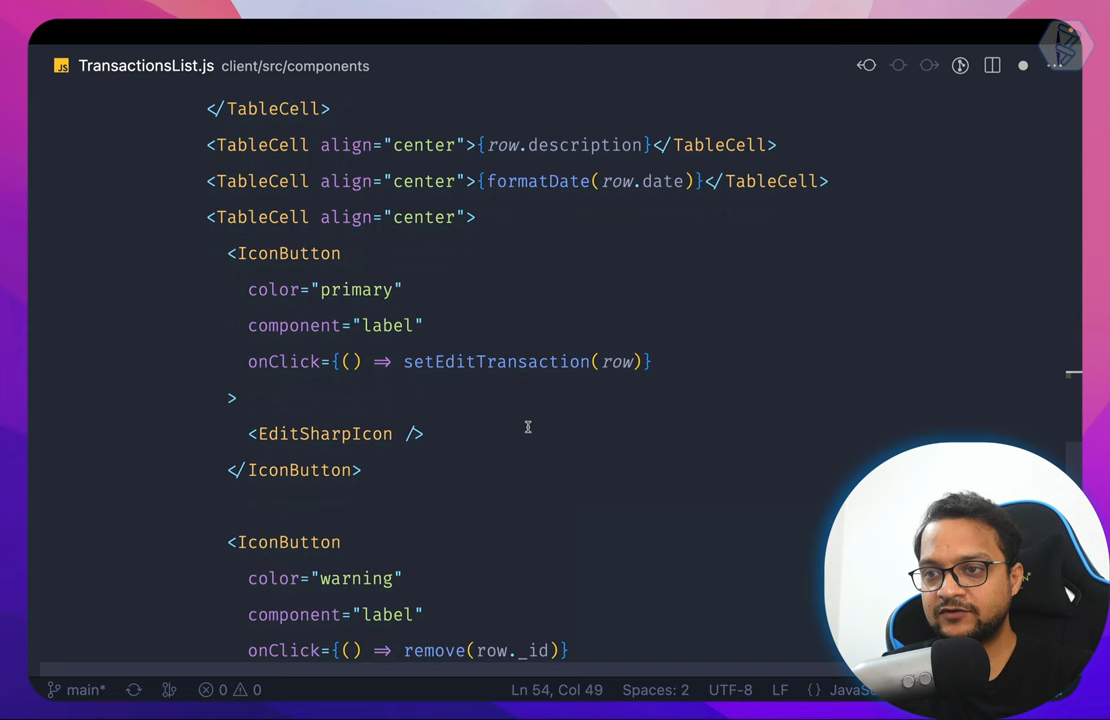 JS TransactionsList.js client/src/components
</TableCell>
<TableCell align="center">{row.description}</TableCell>
<TableCell align="center">{formatDate(row.date)}</TableCell>
<TableCell align="center">
<IconButton
color="primary"
component="label"
onClick={() => setEditTransaction(row)}
>
<EditSharpIcon />
</IconButton>
<IconButton
color="warning"
component="label"
onClick={() => remove(row._id)}
main* 0 0 Ln 54, Col 49 Spaces: 2 UTF-8 LF {}